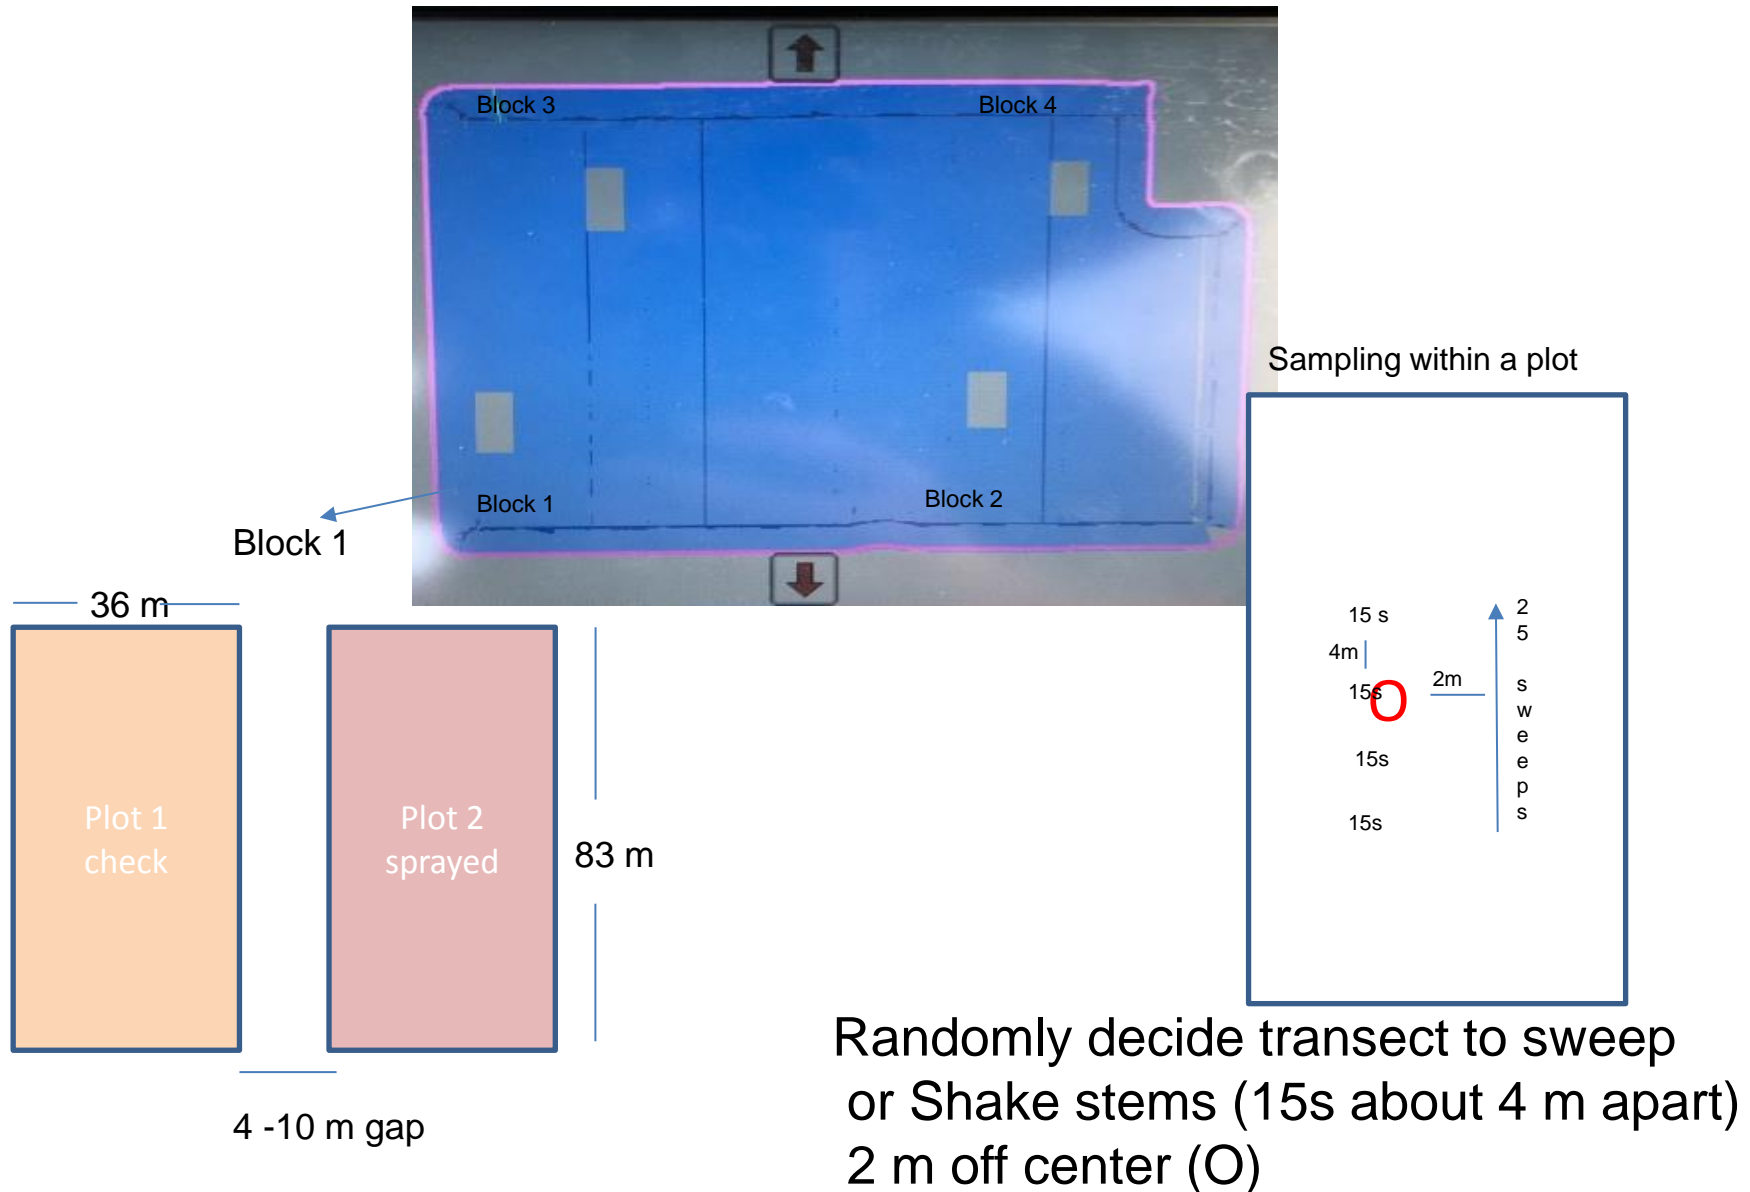 Block 3
Block 4
Block 1
Block 2
Block 1
36 m
Plot 1
check
Plot 2
sprayed
83 m
4 -10 m gap
Sampling within a plot
15 s
4m
15s
O
2m
15s
15s
2
5
s
w
e
e
p
s
Randomly decide transect to sweep
or Shake stems (15s about 4 m apart)
2 m off center (O)